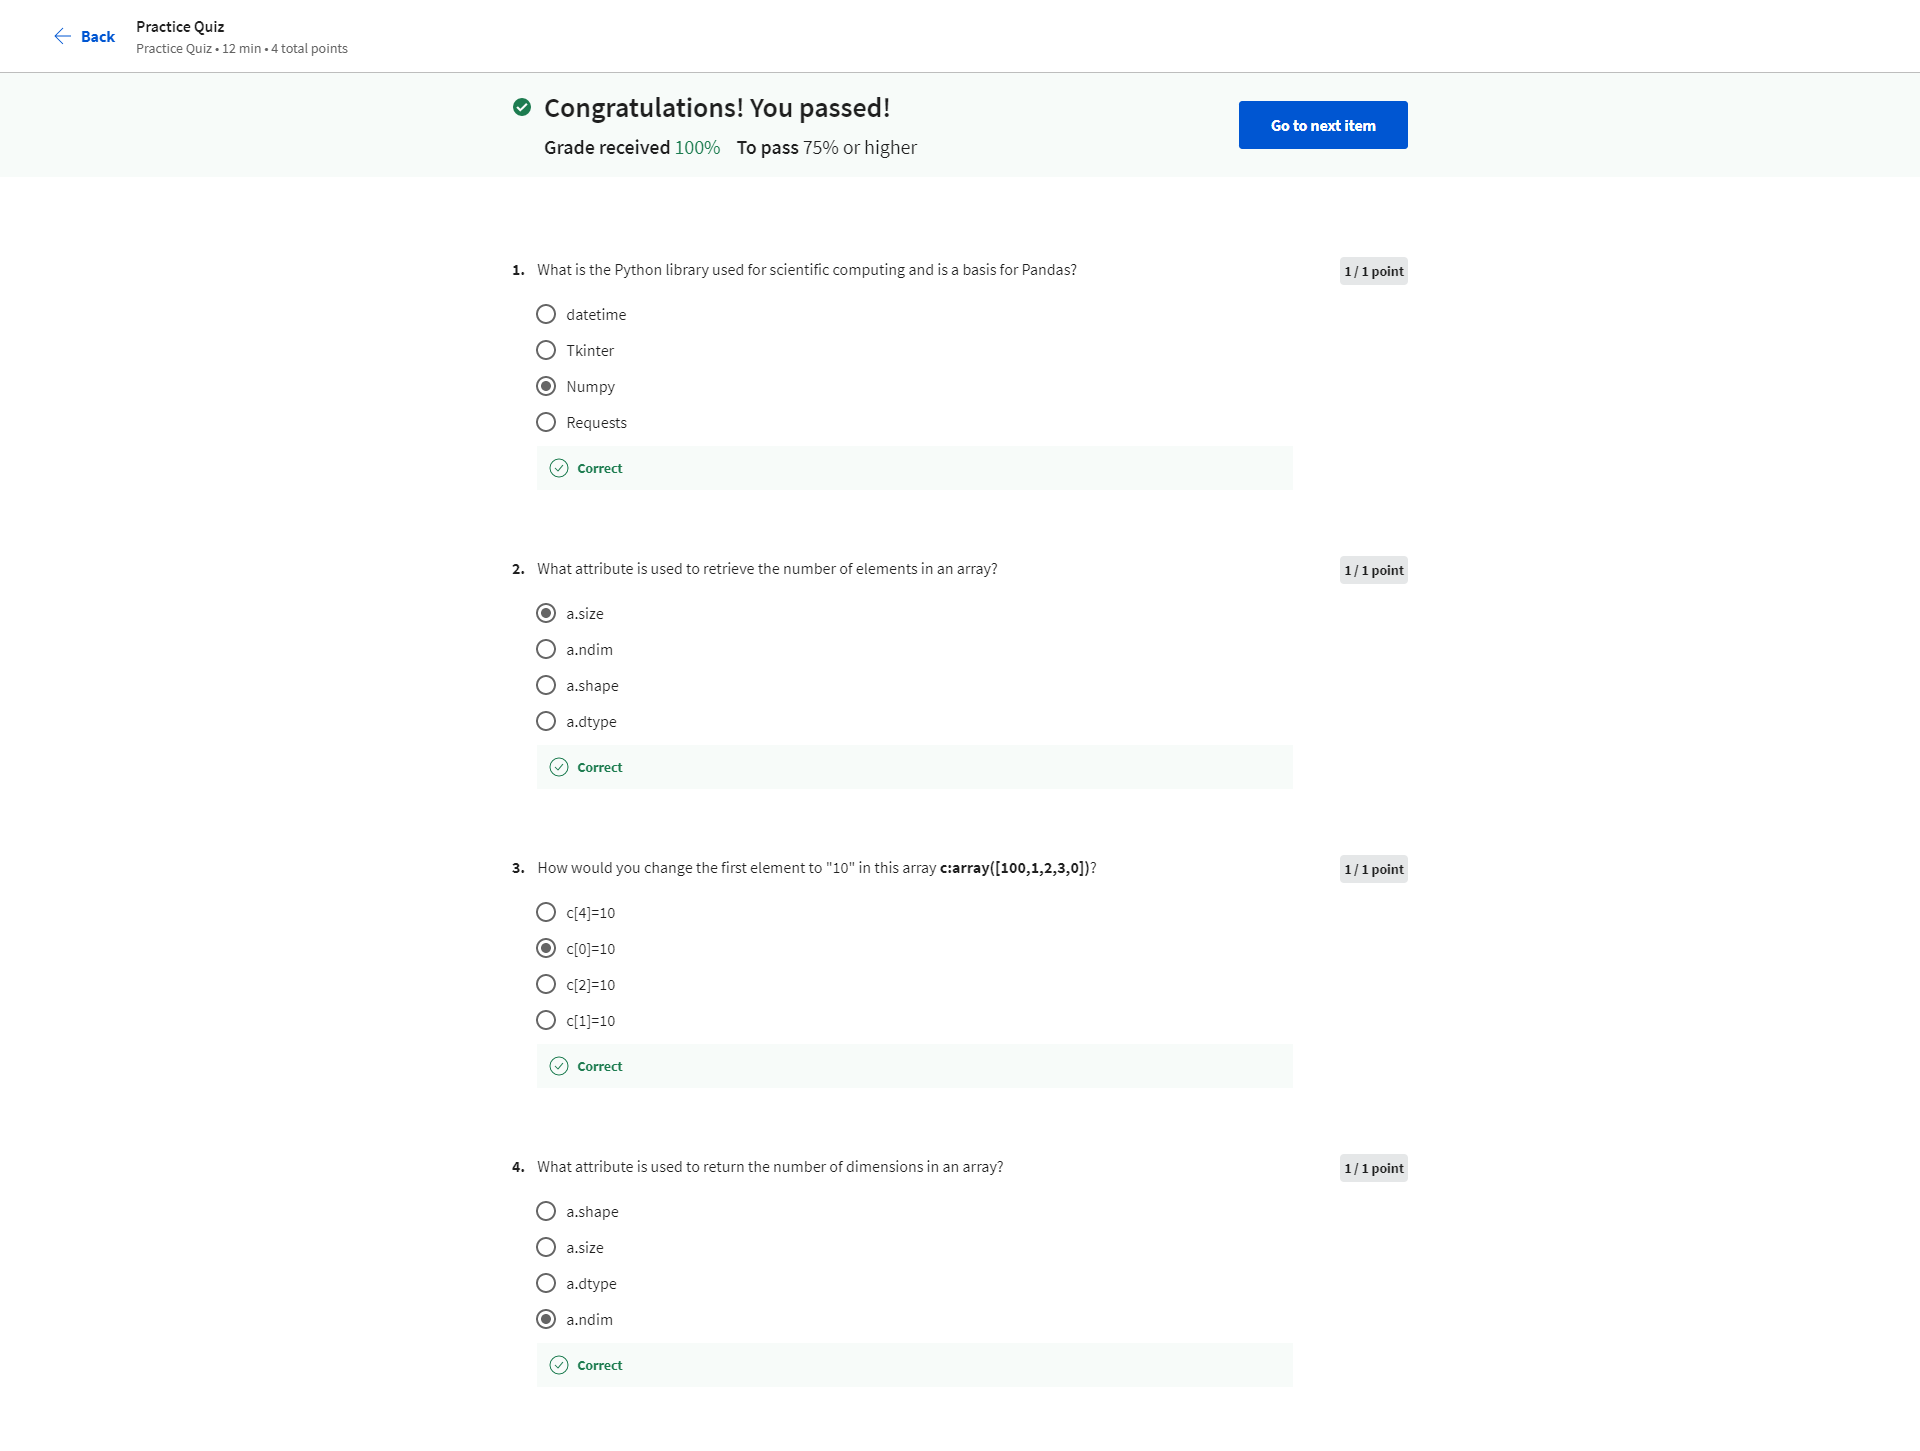 Back
Practice Quiz
Practice Quiz • 12 min • 4 total points
Congratulations! You passed!
Grade received 100% To pass 75% or higher
Go to next item
1. What is the Python library used for scientific computing and is a basis for Pandas?
1 / 1 point
datetime
Tkinter
Numpy
Requests
Correct
2. What attribute is used to retrieve the number of elements in an array?
1 / 1 point
a.size
a.ndim
a.shape
a.dtype
Correct
3. How would you change the first element to "10" in this array c:array([100,1,2,3,0])?
1 / 1 point
c[4]=10
c[0]=10
c[2]=10
c[1]=10
Correct
4. What attribute is used to return the number of dimensions in an array?
1 / 1 point
a.shape
a.size
a.dtype
a.ndim
Correct